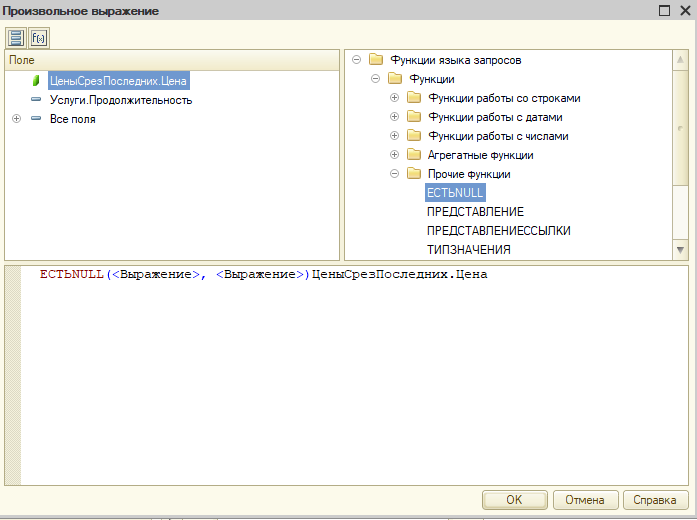 Произвольное выражение
f(x)
Поле
ЦеныСрезПоследних.Цена
Услуги.Продолжительность
Все поля
Функции языка запросов
Функции
Функции работы со строками
Функции работы с датами
Функции работы с числами
Агрегатные функции
Прочие функции
ЕСТЬNULL
ПРЕДСТАВЛЕНИЕ
ПРЕДСТАВЛЕНИЕССЫЛКИ
ТИПЗНАЧЕНИЯ
ЕСТЬNULL(<Выражение>, <Выражение>)ЦеныСрезПоследних.Цена
OK
Отмена
Справка